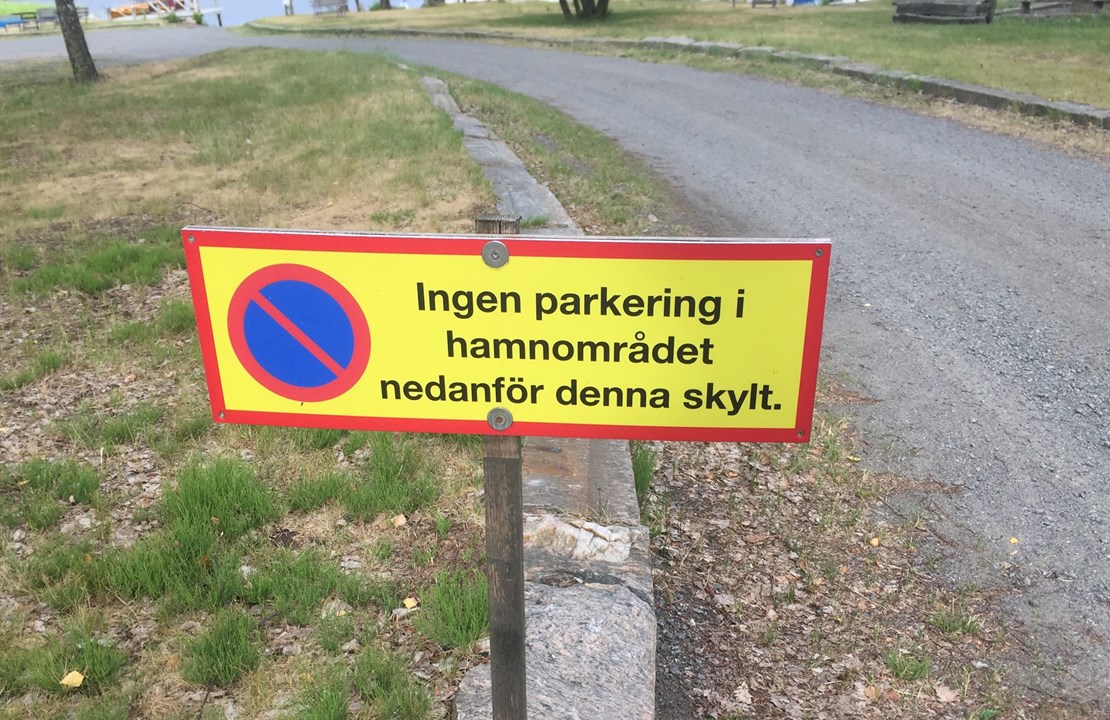 Ingen parkering i
hamnområdet
nedanför denna skylt.